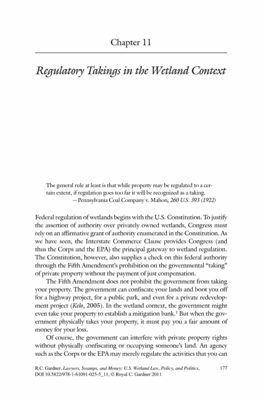 Chapter 11
Regulatory Takings in the Wetland Context
The general rule at least is that while property may be regulated to a cer-
tain extent, if regulation goes too far it will be recognized as a taking.
—Pennsylvania Coal Company v. Mahon, 260 U.S. 393 (1922)
Federal regulation of wetlands begins with the U.S. Constitution. To justify
the assertion of authority over privately owned wetlands, Congress must
rely on an affirmative grant of authority enumerated in the Constitution. As
we have seen, the Interstate Commerce Clause provides Congress (and
thus the Corps and the EPA) the principal gateway to wetland regulation.
The Constitution, however, also supplies a check on this federal authority
through the Fifth Amendment's prohibition on the governmental "taking"
of private property without the payment of just compensation.
The Fifth Amendment does not prohibit the government from taking
your property. The government can confiscate your lands and boot you off
for a highway project, for a public park, and even for a private redevelop-
ment project (Kelo, 2005). In the wetland context, the government might
even take your property to establish a mitigation bank.¹ But when the gov-
ernment physically takes your property, it must pay you a fair amount of
money for your loss.
Of course, the government can interfere with private property rights
without physically confiscating or occupying someone's land. An agency
such as the Corps or the EPA may merely regulate the activities that you can
R.C. Gardner, Lawyers, Swamps, and Money: U.S. Wetland Law, Policy, and Politics,
DOI 10.5822/978-1-61091-025-5_11, © Royal C. Gardner 2011
177